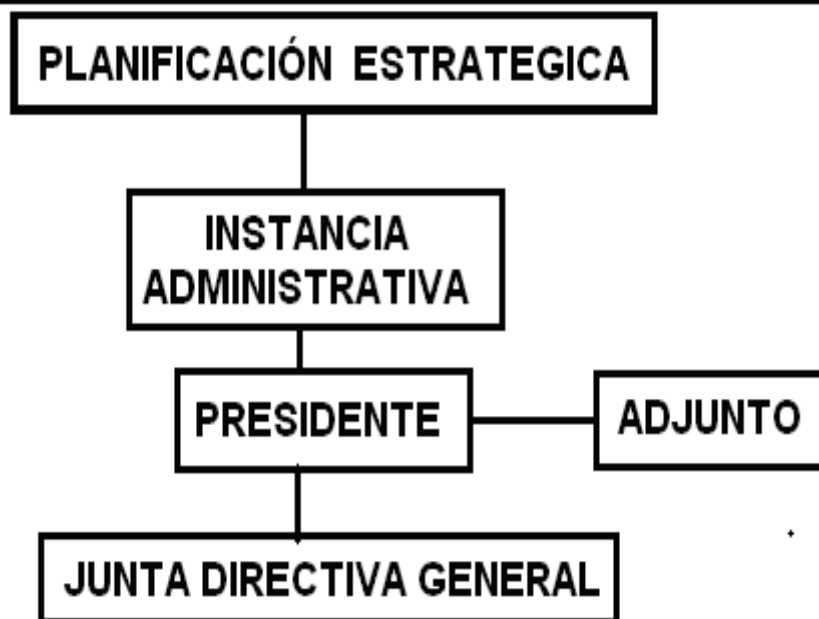 PLANIFICACIÓN ESTRATEGICA
INSTANCIA
ADMINISTRATIVA
PRESIDENTE
ADJUNTO
JUNTA DIRECTIVA GENERAL